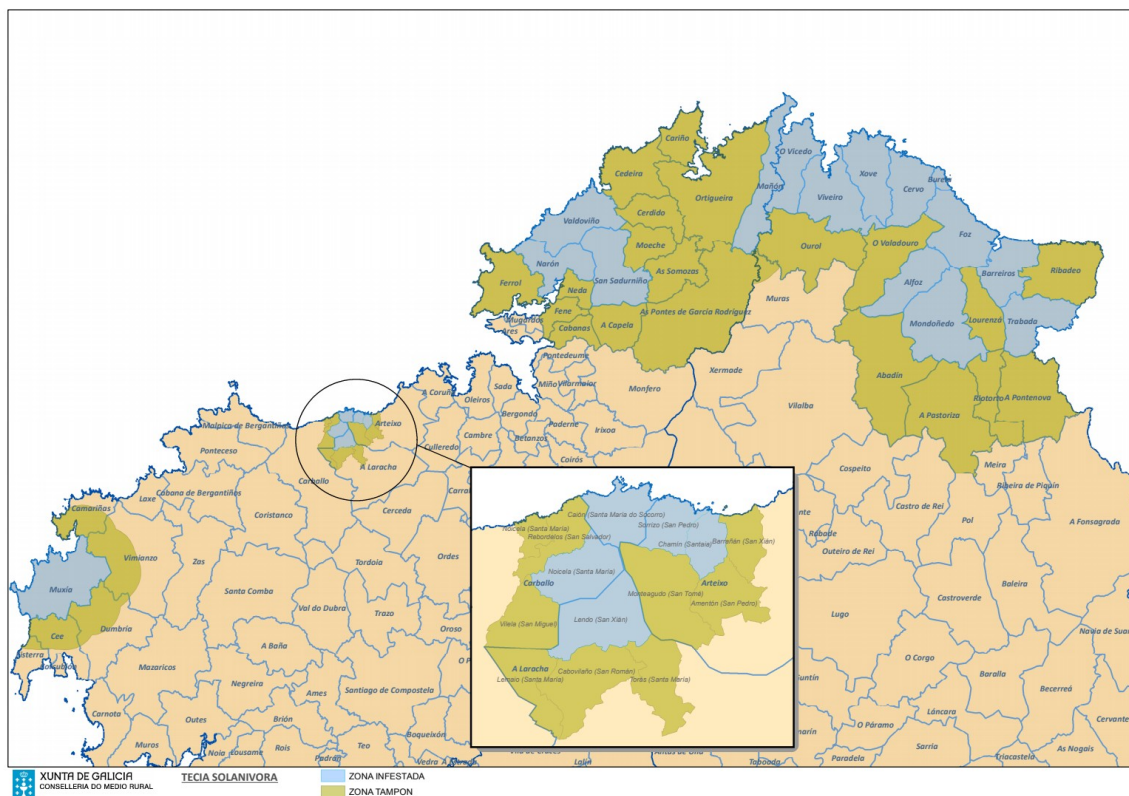 Cariño
O Vicedo
Cedeira
Xove
Burela
Mañón
Cervo
Ortigueira
Viveiro
Cerdido
Valdoviño
Foz
Moeche
Ourol
O Valadouro
Narón
As Somozas
Barreiros
Ribadeo
San Sadurniño
Ferrol
Neda
Alfoz
Muras
Fene
As Pontes de García Rodríguez
Mugardos
Cabanas
A Capela
Mondoñedo
Lourenzá
Trabada
Ares
Pontedeume
Xermade
Abadín
Miño
Vilarmaior
Monfero
Riotorto
A Pontenova
A Coruña
Sada
Oleiros
Vilalba
A Pastoriza
Bergondo
Malpica de Bergantiños
Arteixo
Paderne
Irixoa
Cambre
Betanzos
Culleredo
Ponteceso
Coirós
A Laracha
Cospeito
Meira
Carballo
Ribeira de Piquín
Laxe
Cabana de Bergantiños
Cerceda
Castro de Rei
Camariñas
Coristanco
Pol
A Fonsagrada
Rábade
Outeiro de Rei
Vimianzo
Zas
Tordoia
Ordes
Muxía
Santa Comba
Baleira
Castroverde
Val do Dubra
Trazo
Lugo
Dumbría
Oroso
Cee
A Baña
O Corgo
Mazaricos
Baralla
Negreira
Santiago de Compostela
Becerreá
Ames
Carnota
Outes
Brión
Láncara
O Páramo
Cervantes
Boqueixón
Muros
Noia
Lousame
Rois
Teo
Sarria
As Nogais
Padrón
Vedra
Lalín
Taboada
Paradela
Triacastela
Caión (Santa María do Socorro)
Noicela (Santa María)
Sorrizo (San Pedro)
Rebordelos (San Salvador)
Chamín (Santaia)
Barrañán (San Xián)
Noicela (Santa María)
Carballo
Arteixo
Monteagudo (San Tomé)
Armentón (San Pedro)
Lendo (San Xián)
Vilela (San Miguel)
A Laracha
Cabovilaño (San Román)
Lemaio (Santa María)
Torás (Santa María)
XUNTA DE GALICIA
CONSELLERIA DO MEDIO RURAL
TECIA SOLANIVORA
ZONA INFESTADA
ZONA TAMPON